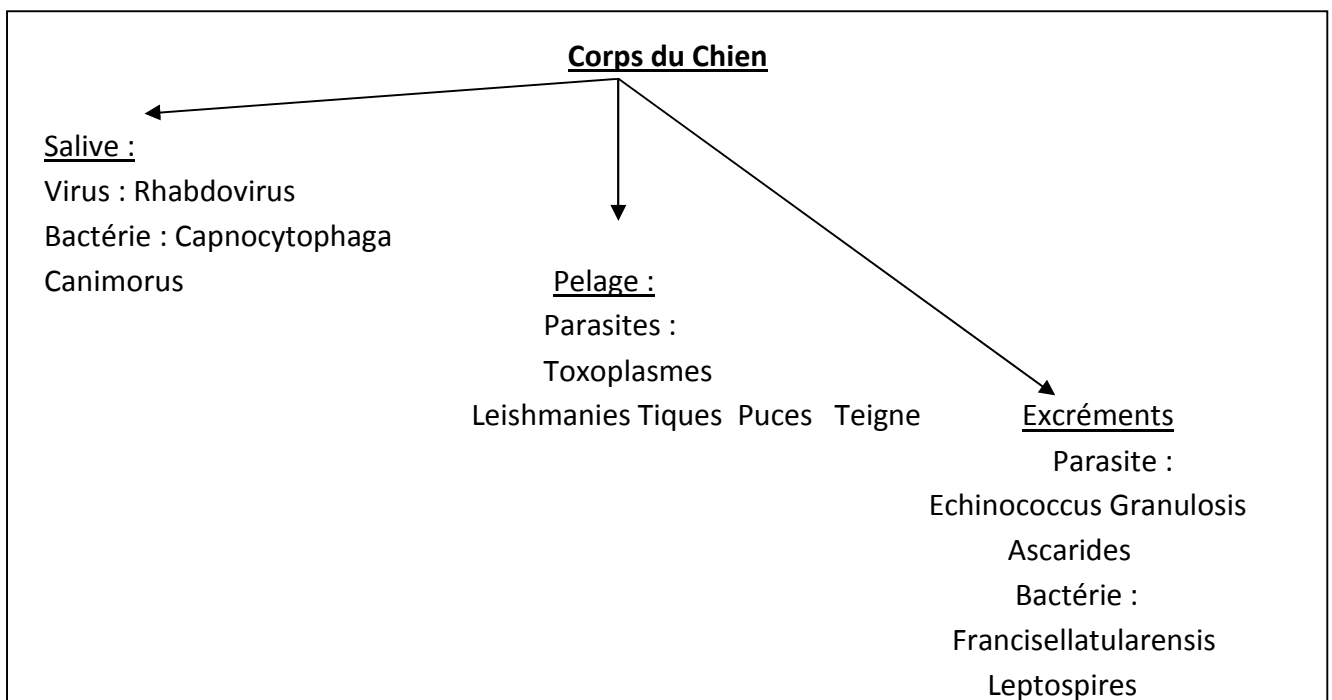 Corps du Chien
Salive :
Virus : Rhabdovirus
Bactérie : Capnocytophaga
Canimorus
Pelage :
Parasites :
Toxoplasmes
Leishmanies Tiques Puces Teigne
Excréments
Parasite :
Echinococcus Granulosis
Ascarides
Bactérie :
Francisellatularensis
Leptospires